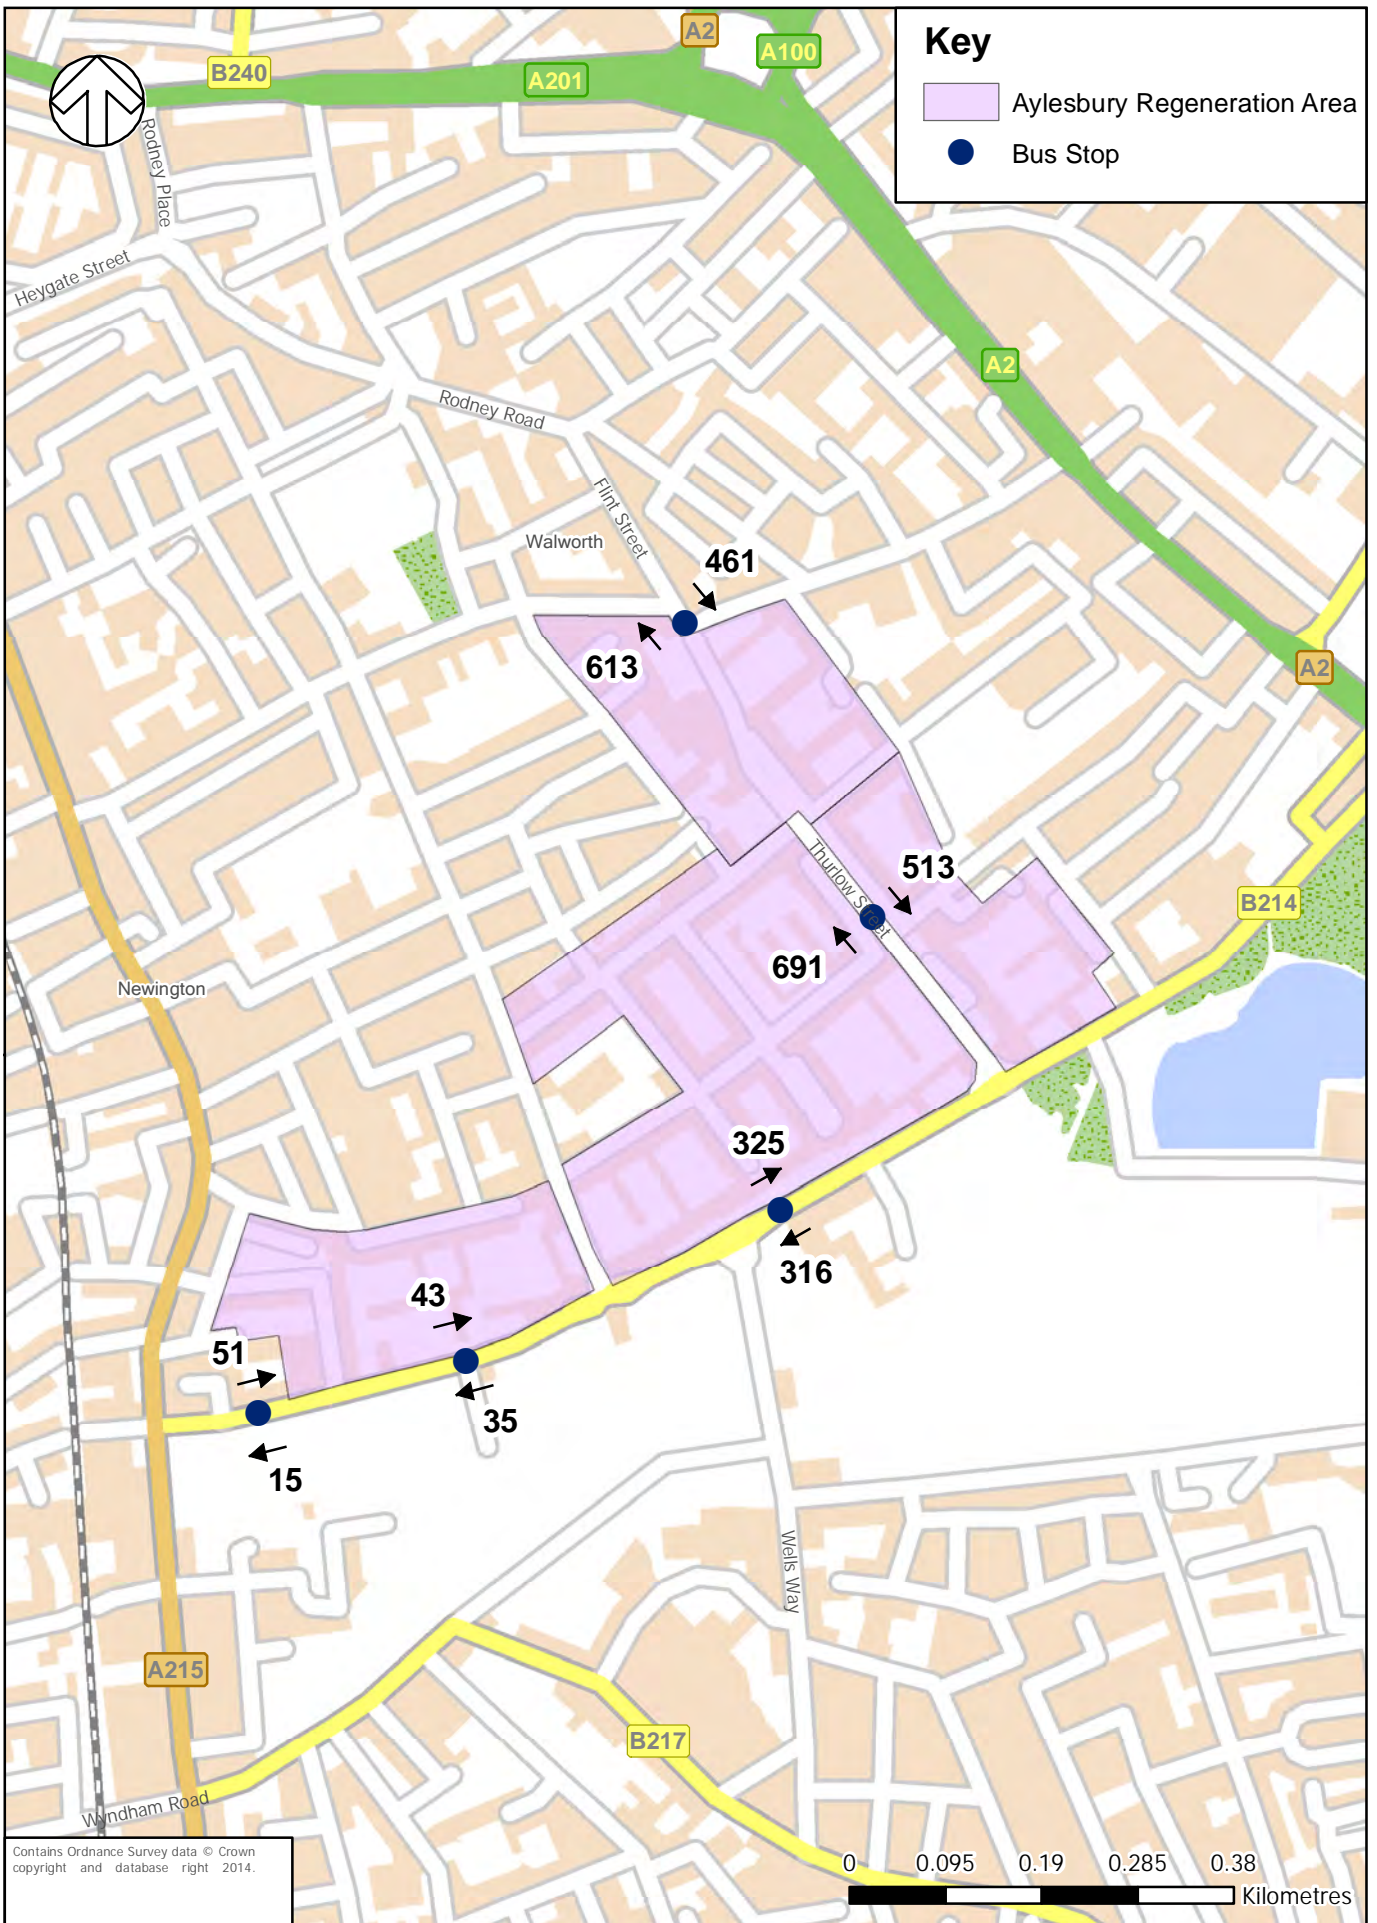 A2
A100
B240
A201
Key
Aylesbury Regeneration Area
Bus Stop
Rodney Place
Heygate Street
A2
Rodney Road
Flint Street
Walworth
461
613
A2
Thurlow Street
513
B214
691
Newington
325
316
43
51
35
15
Wells Way
A215
B217
Wyndham Road
Contains Ordnance Survey data © Crown
copyright and database right 2014.
0 0.095 0.19 0.285 0.38
Kilometres